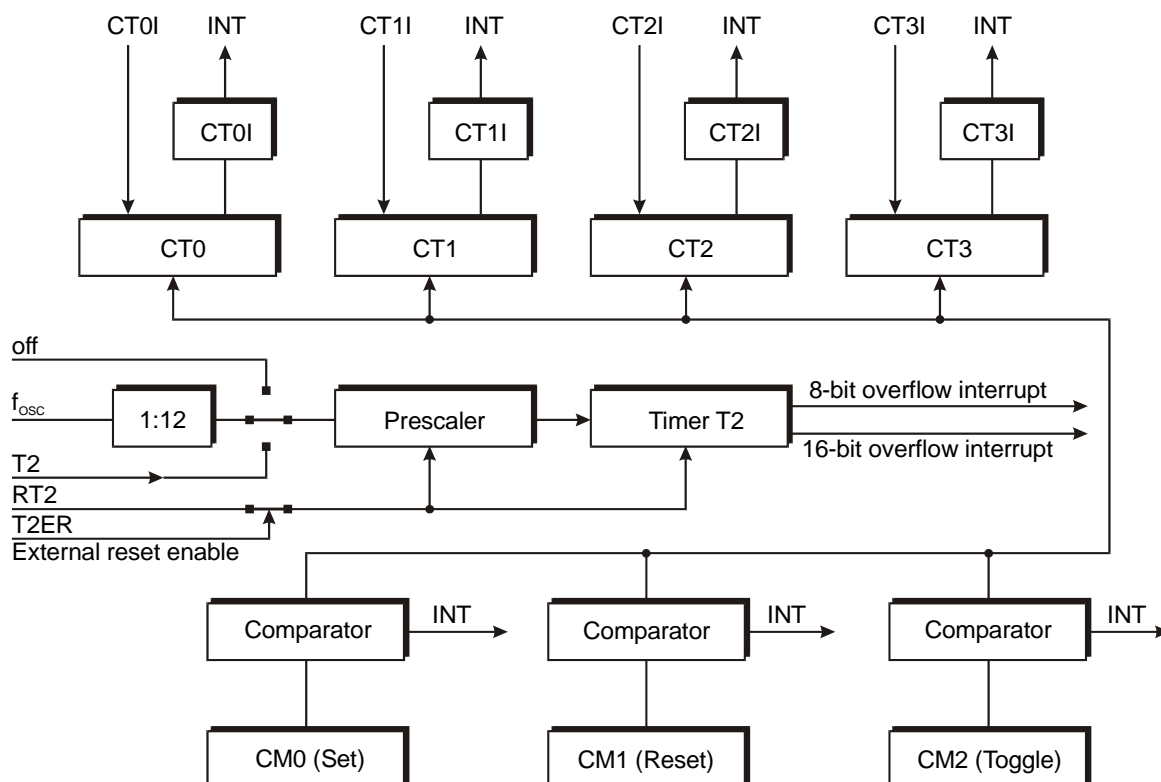 CT0I INT CT1I INT CT2I INT CT3I INT
CT0I CT1I CT2I CT3I
CT0 CT1 CT2 CT3
off
fOSC 1:12 Prescaler Timer T2 8-bit overflow interrupt
16-bit overflow interrupt
T2
RT2
T2ER
External reset enable
Comparator INT Comparator INT Comparator INT
CM0 (Set) CM1 (Reset) CM2 (Toggle)